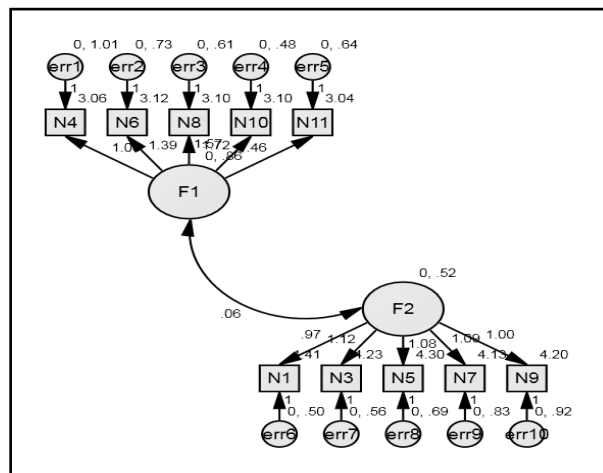 0, 1.01 0, .73 0, .61 0, .48 0, .64
err1 err2 err3 err4 err5
1 1 1 1 1
3.06 3.12 3.10 3.10 3.04
N4 N6 N8 N10 N11
1.39
0, .86
F1
0, .52
F2
.06
.97 1.12 1.08 1.09 1.00
4.23 4.30 4.13 4.20
N1 N3 N5 N7 N9
1 1 1 1 1
0, .50 0, .56 0, .69 0, .83 0, .92
err6 err7 err8 err9 err10